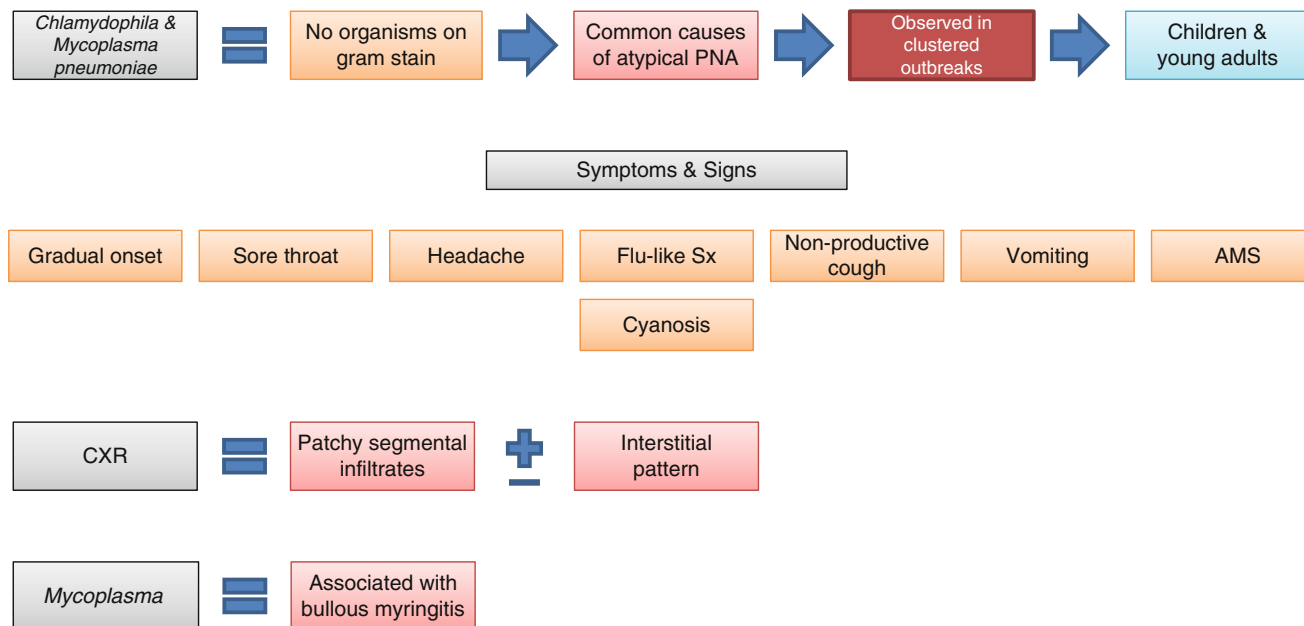 Chlamydophila &
Mycoplasma
pneumoniae
No organisms on
gram stain
Common causes
of atypical PNA
Observed in
clustered
outbreaks
Children &
young adults
Symptoms & Signs
Gradual onset
Sore throat
Headache
Flu-like Sx
Non-productive
cough
Vomiting
AMS
Cyanosis
CXR
Patchy segmental
infiltrates
Interstitial
pattern
Mycoplasma
Associated with
bullous myringitis